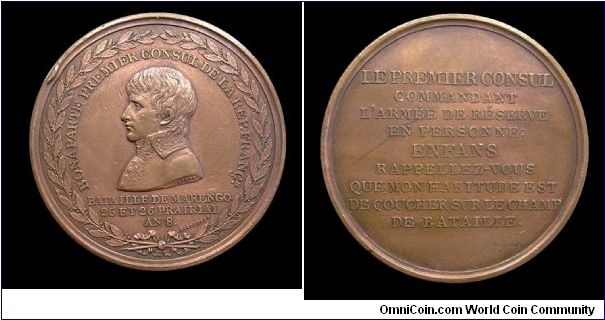 BONAPARTE PREMIER CONSUL DE LA REP. FRANÇ.
BATAILLE DE MARENGO.
25 ET 26 PRAIRIAL
AN 8.
LE PREMIER CONSUL
COMMANDANT
L'ARMÉE DE RÉSERVE
EN PERSONNE:
ENFANS
RAPPELLEZ-VOUS
QUE MON HABITUDE EST
DE COUCHER SUR LE CHAMP
DE BATAILLE.
OmniCoin.com World Coin Community